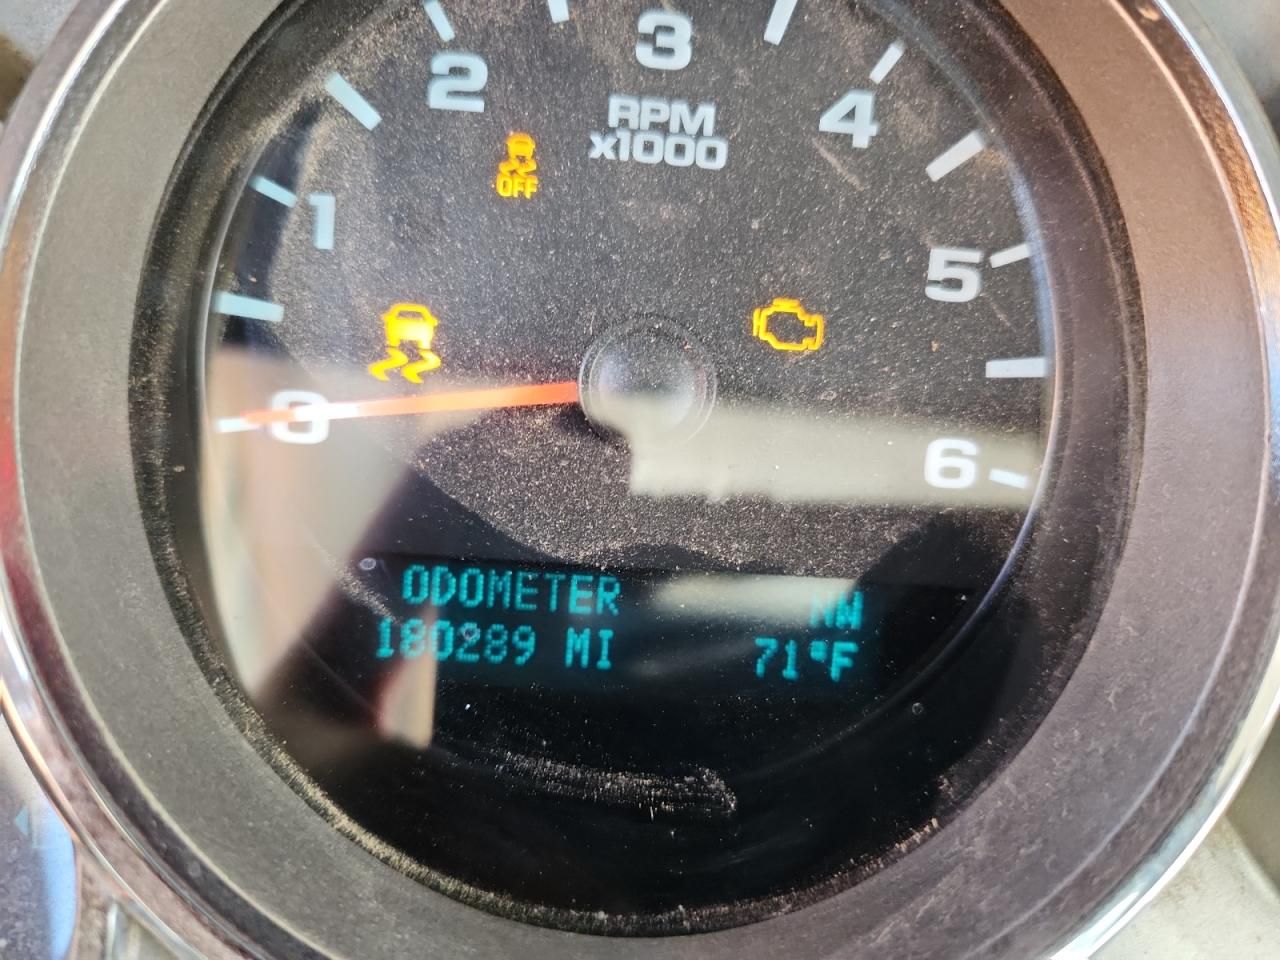 3
2
4
RPM
x1000
OFF
1
5
0
6
ODOMETER NW
180289 MI 71°F